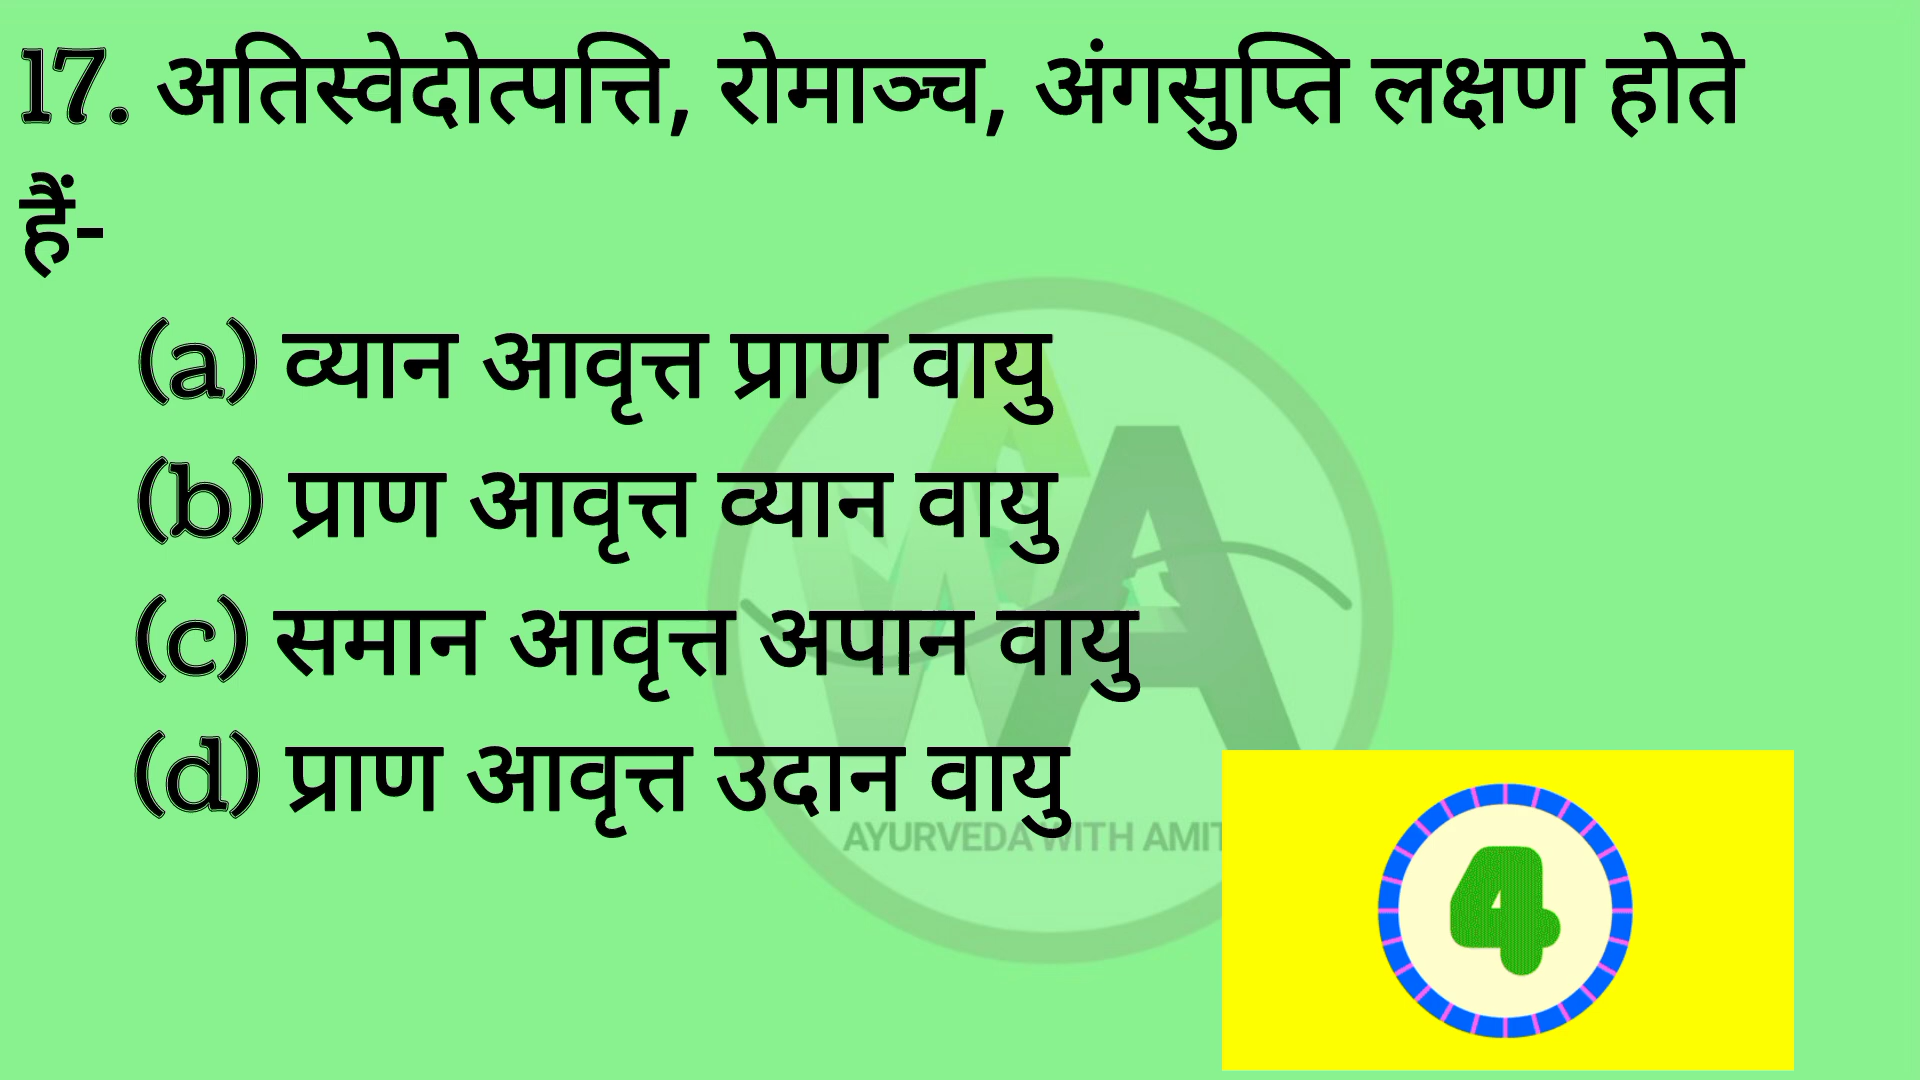 17. अतिस्वेदोत्पत्ति, रोमाञ्च, अंगसुप्ति लक्षण होते
हैं-
(a) व्यान आवृत्त प्राण वायु
(b) प्राण आवृत्त व्यान वायु
(c) समान आवृत्त अपान वायु
(d) प्राण आवृत्त उदान वायु
AYURVEDA WITH AMIT
4